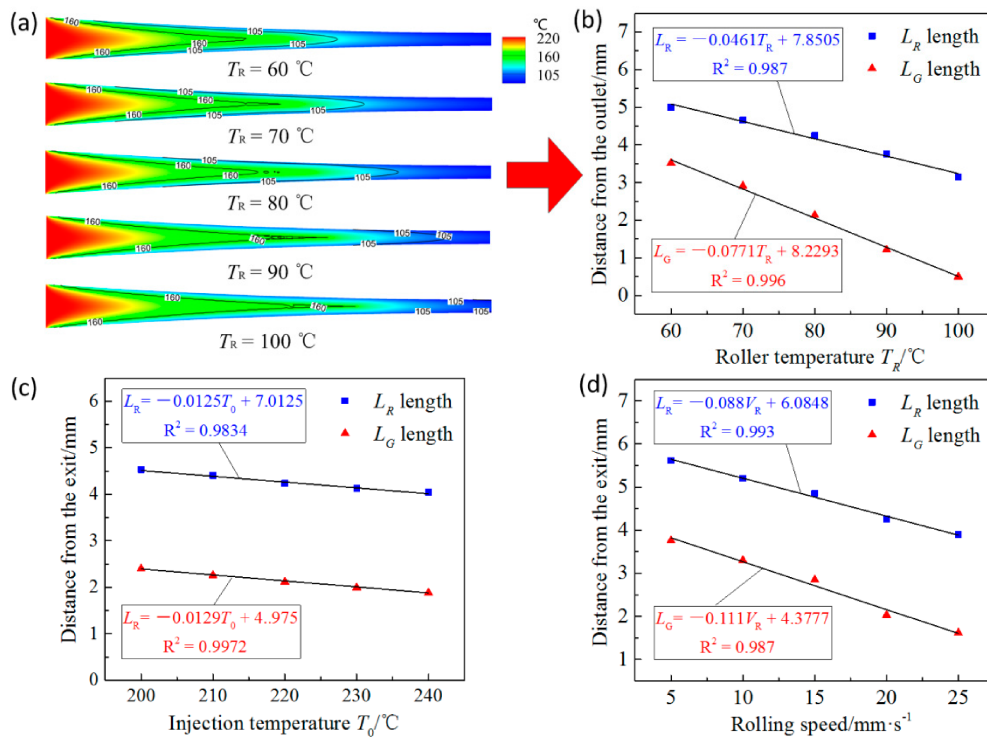 (a)
℃
220
160
105
160
160
160
105
105
T_R = 60 ℃
160
160
160
105
105
T_R = 70 ℃
160
160
105
105
T_R = 80 ℃
160
160
160
105
105
105
T_R = 90 ℃
160
160
160
105
105
105
T_R = 100 ℃
(b)
L_R = −0.0461T_R + 7.8505
R² = 0.987
L_R length
L_G length
L_G = −0.0771T_R + 8.2293
R² = 0.996
Distance from the outlet/mm
7
6
5
4
3
2
1
0
60 70 80 90 100
Roller temperature T_R/℃
(c)
L_R= −0.0125T_0 + 7.0125
R² = 0.9834
L_R length
L_G length
L_R= −0.0129T_0 + 4.975
R² = 0.9972
Distance from the exit/mm
6
5
4
3
2
1
0
200 210 220 230 240
Injection temperature T_0/℃
(d)
L_R= −0.088V_R + 6.0848
R² = 0.993
L_R length
L_G length
L_G= −0.111V_R + 4.3777
R² = 0.987
Distance from the exit/mm
7
6
5
4
3
2
1
5 10 15 20 25
Rolling speed/mm·s⁻¹